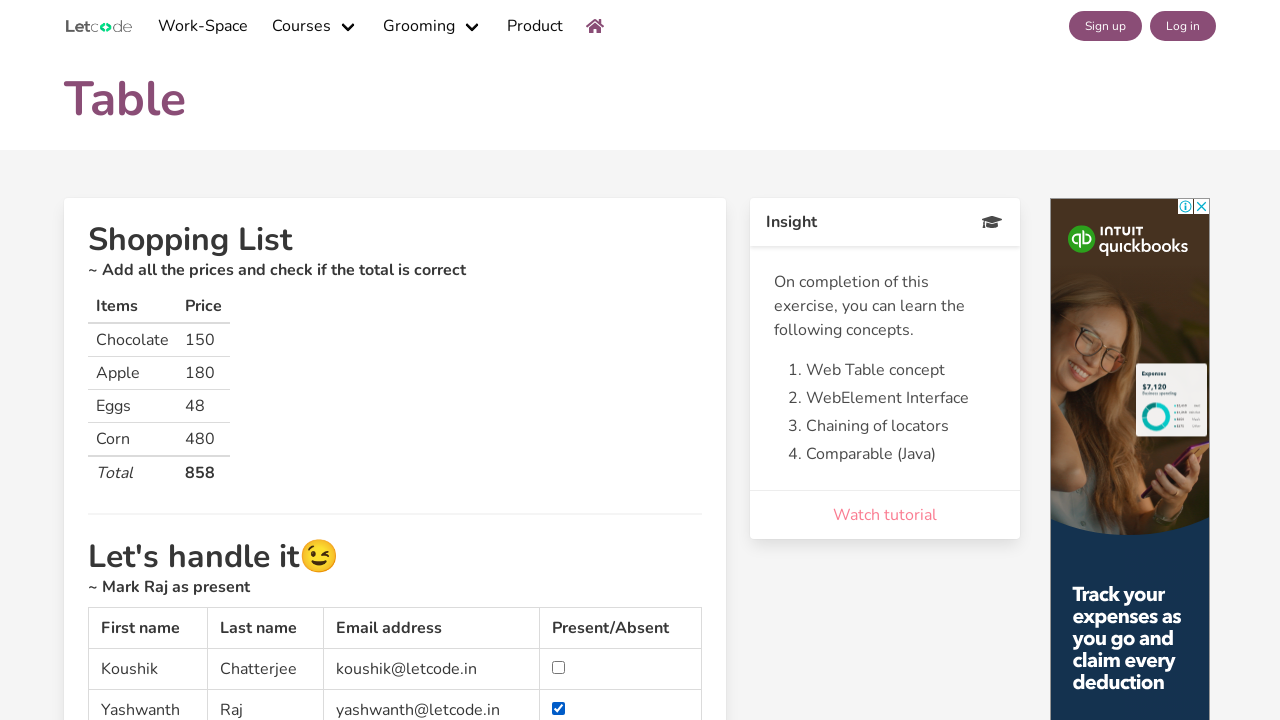 Letcode Work-Space Courses Grooming Product Sign up Log in
Table
Shopping List
~ Add all the prices and check if the total is correct
Items Price
Chocolate 150
Apple 180
Eggs 48
Corn 480
Total 858
Let's handle it😉
~ Mark Raj as present
First name Last name Email address Present/Absent
Koushik Chatterjee koushik@letcode.in
Yashwanth Raj yashwanth@letcode.in
Insight
On completion of this
exercise, you can learn the
following concepts.
1. Web Table concept
2. WebElement Interface
3. Chaining of locators
4. Comparable (Java)
Watch tutorial
INTUIT
quickbooks
Expenses
$7,120
Track your
expenses as
you go and
claim every
deduction